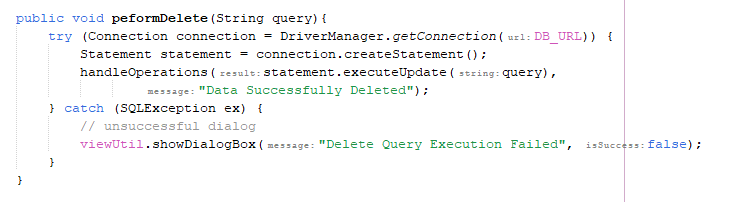 public void peformDelete(String query){
try (Connection connection = DriverManager.getConnection( url: DB_URL)) {
Statement statement = connection.createStatement();
handleOperations( result: statement.executeUpdate( string: query),
message: "Data Successfully Deleted");
} catch (SQLException ex) {
// unsuccessful dialog
viewUtil.showDialogBox( message: "Delete Query Execution Failed", isSuccess: false);
}
}